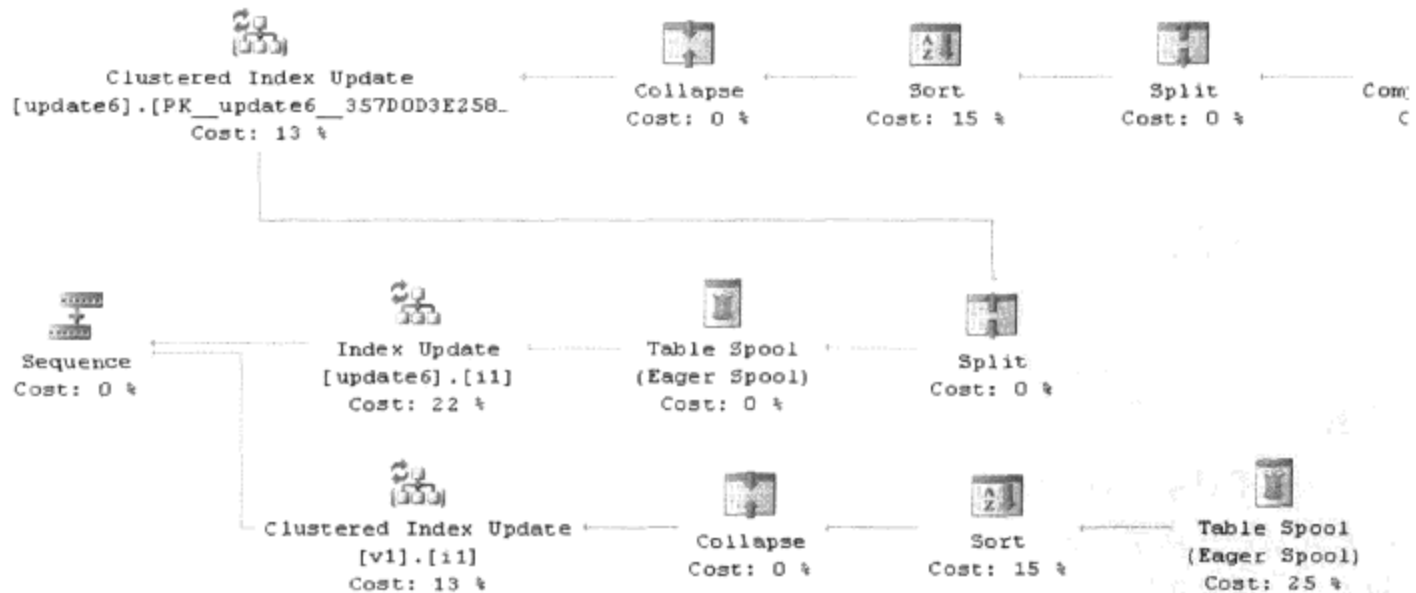 Clustered Index Update
[update6].[PK__update6__357D0D3E258…
Cost: 13 %
Collapse
Cost: 0 %
Sort
Cost: 15 %
Split
Cost: 0 %
Com
C
Sequence
Cost: 0 %
Index Update
[update6].[i1]
Cost: 22 %
Table Spool
(Eager Spool)
Cost: 0 %
Split
Cost: 0 %
Clustered Index Update
[v1].[i1]
Cost: 13 %
Collapse
Cost: 0 %
Sort
Cost: 15 %
Table Spool
(Eager Spool)
Cost: 25 %